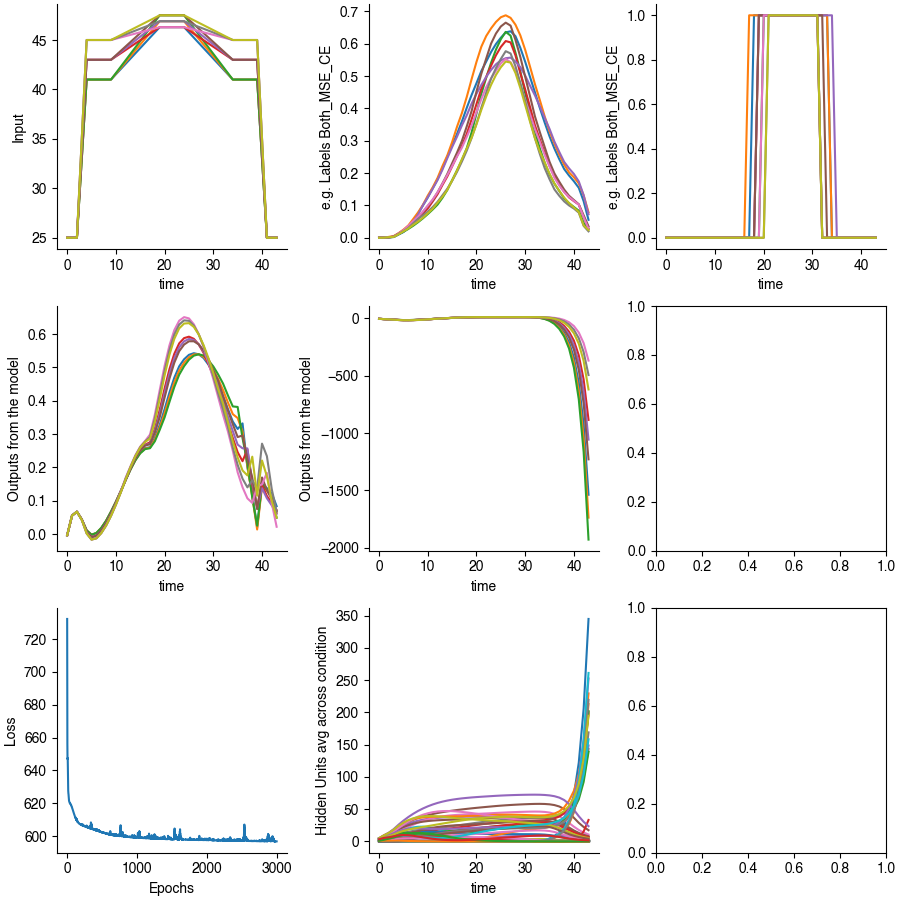 45
40
35
30
25
Input
0 10 20 30 40
time
0.7
0.6
0.5
0.4
0.3
0.2
0.1
0.0
e.g. Labels Both_MSE_CE
0 10 20 30 40
time
1.0
0.8
0.6
0.4
0.2
0.0
e.g. Labels Both_MSE_CE
0 10 20 30 40
time
0.6
0.5
0.4
0.3
0.2
0.1
0.0
Outputs from the model
0 10 20 30 40
time
0
−500
−1000
−1500
−2000
Outputs from the model
0 10 20 30 40
time
1.0
0.8
0.6
0.4
0.2
0.0
0.0 0.2 0.4 0.6 0.8 1.0
720
700
680
660
640
620
600
Loss
0 1000 2000 3000
Epochs
350
300
250
200
150
100
50
0
Hidden Units avg across condition
0 10 20 30 40
time
1.0
0.8
0.6
0.4
0.2
0.0
0.0 0.2 0.4 0.6 0.8 1.0